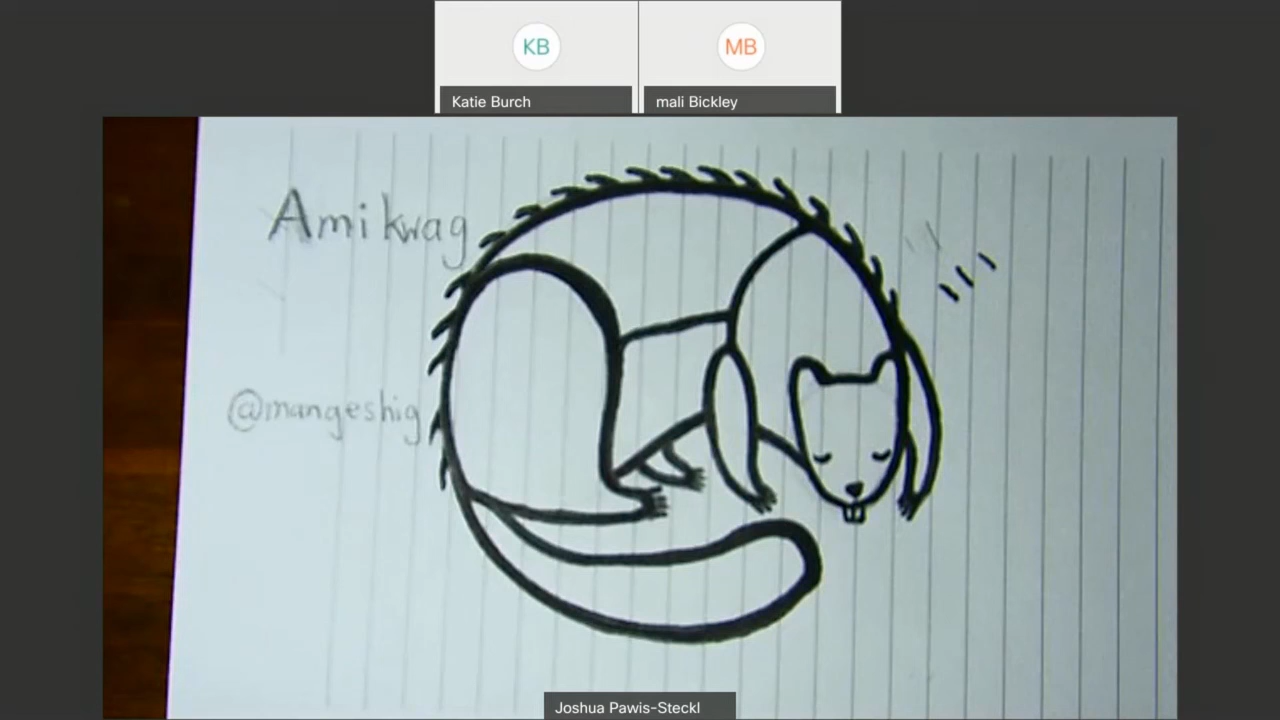 KB
MB
Katie Burch
mali Bickley
Amikwag
@mangeshig
Joshua Pawis-Steckl